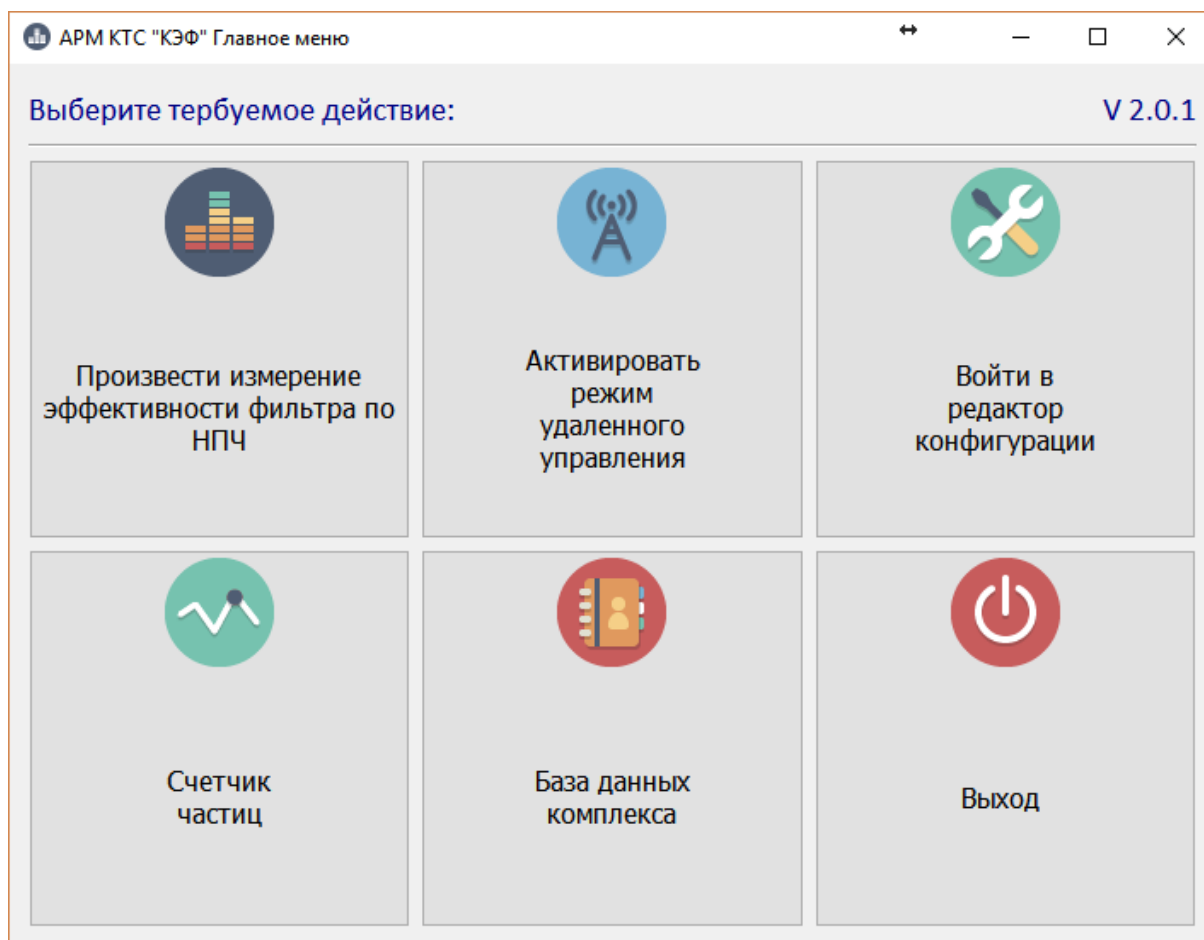 АРМ КТС "КЭФ" Главное меню
Выберите тербуемое действие:
V 2.0.1
Произвести измерение
эффективности фильтра по
НПЧ
Активировать
режим
удаленного
управления
Войти в
редактор
конфигурации
Счетчик
частиц
База данных
комплекса
Выход